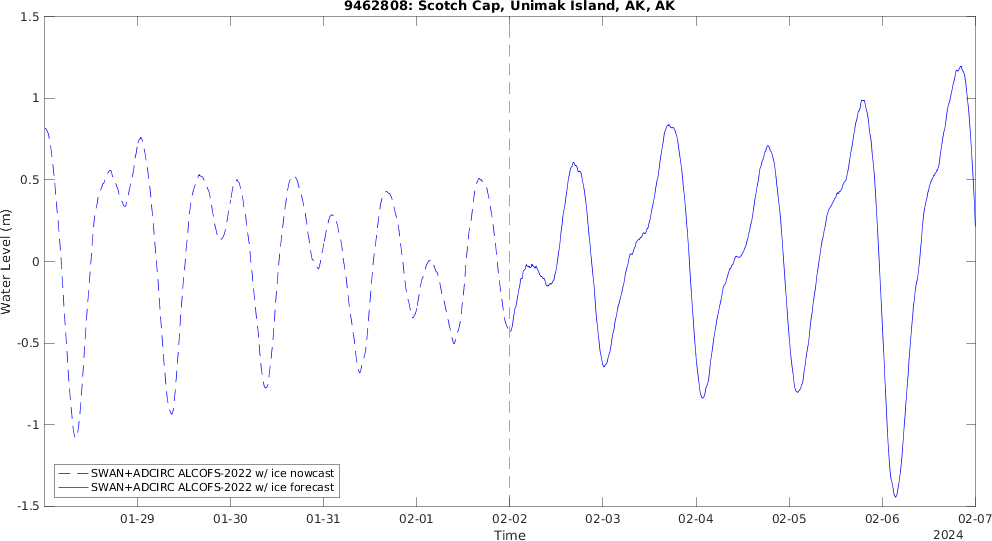 9462808: Scotch Cap, Unimak Island, AK, AK
1.5
1
0.5
0
-0.5
-1
-1.5
Water Level (m)
SWAN+ADCIRC ALCOFS-2022 w/ ice nowcast
SWAN+ADCIRC ALCOFS-2022 w/ ice forecast
01-29 01-30 01-31 02-01 02-02 02-03 02-04 02-05 02-06 02-07
Time
2024